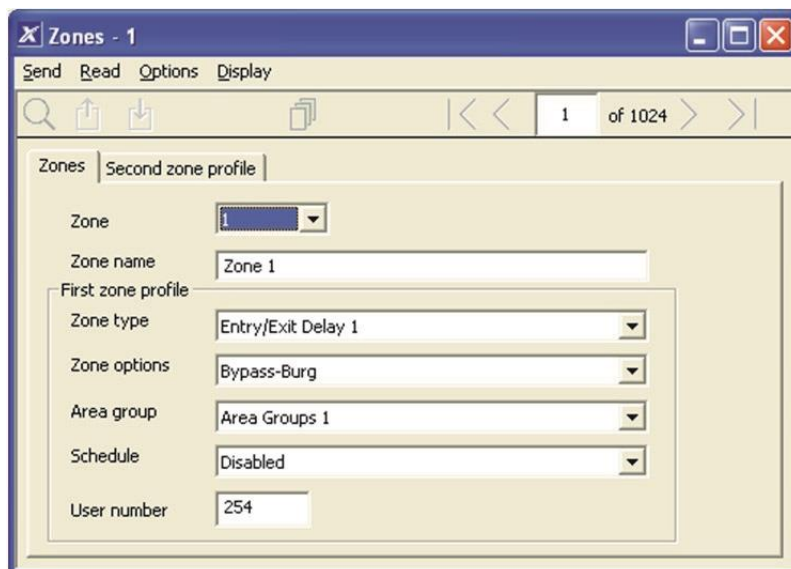 Zones - 1
Send Read Options Display
1 of 1024
Zones Second zone profile
Zone 1
Zone name Zone 1
First zone profile
Zone type Entry/Exit Delay 1
Zone options Bypass-Burg
Area group Area Groups 1
Schedule Disabled
User number 254